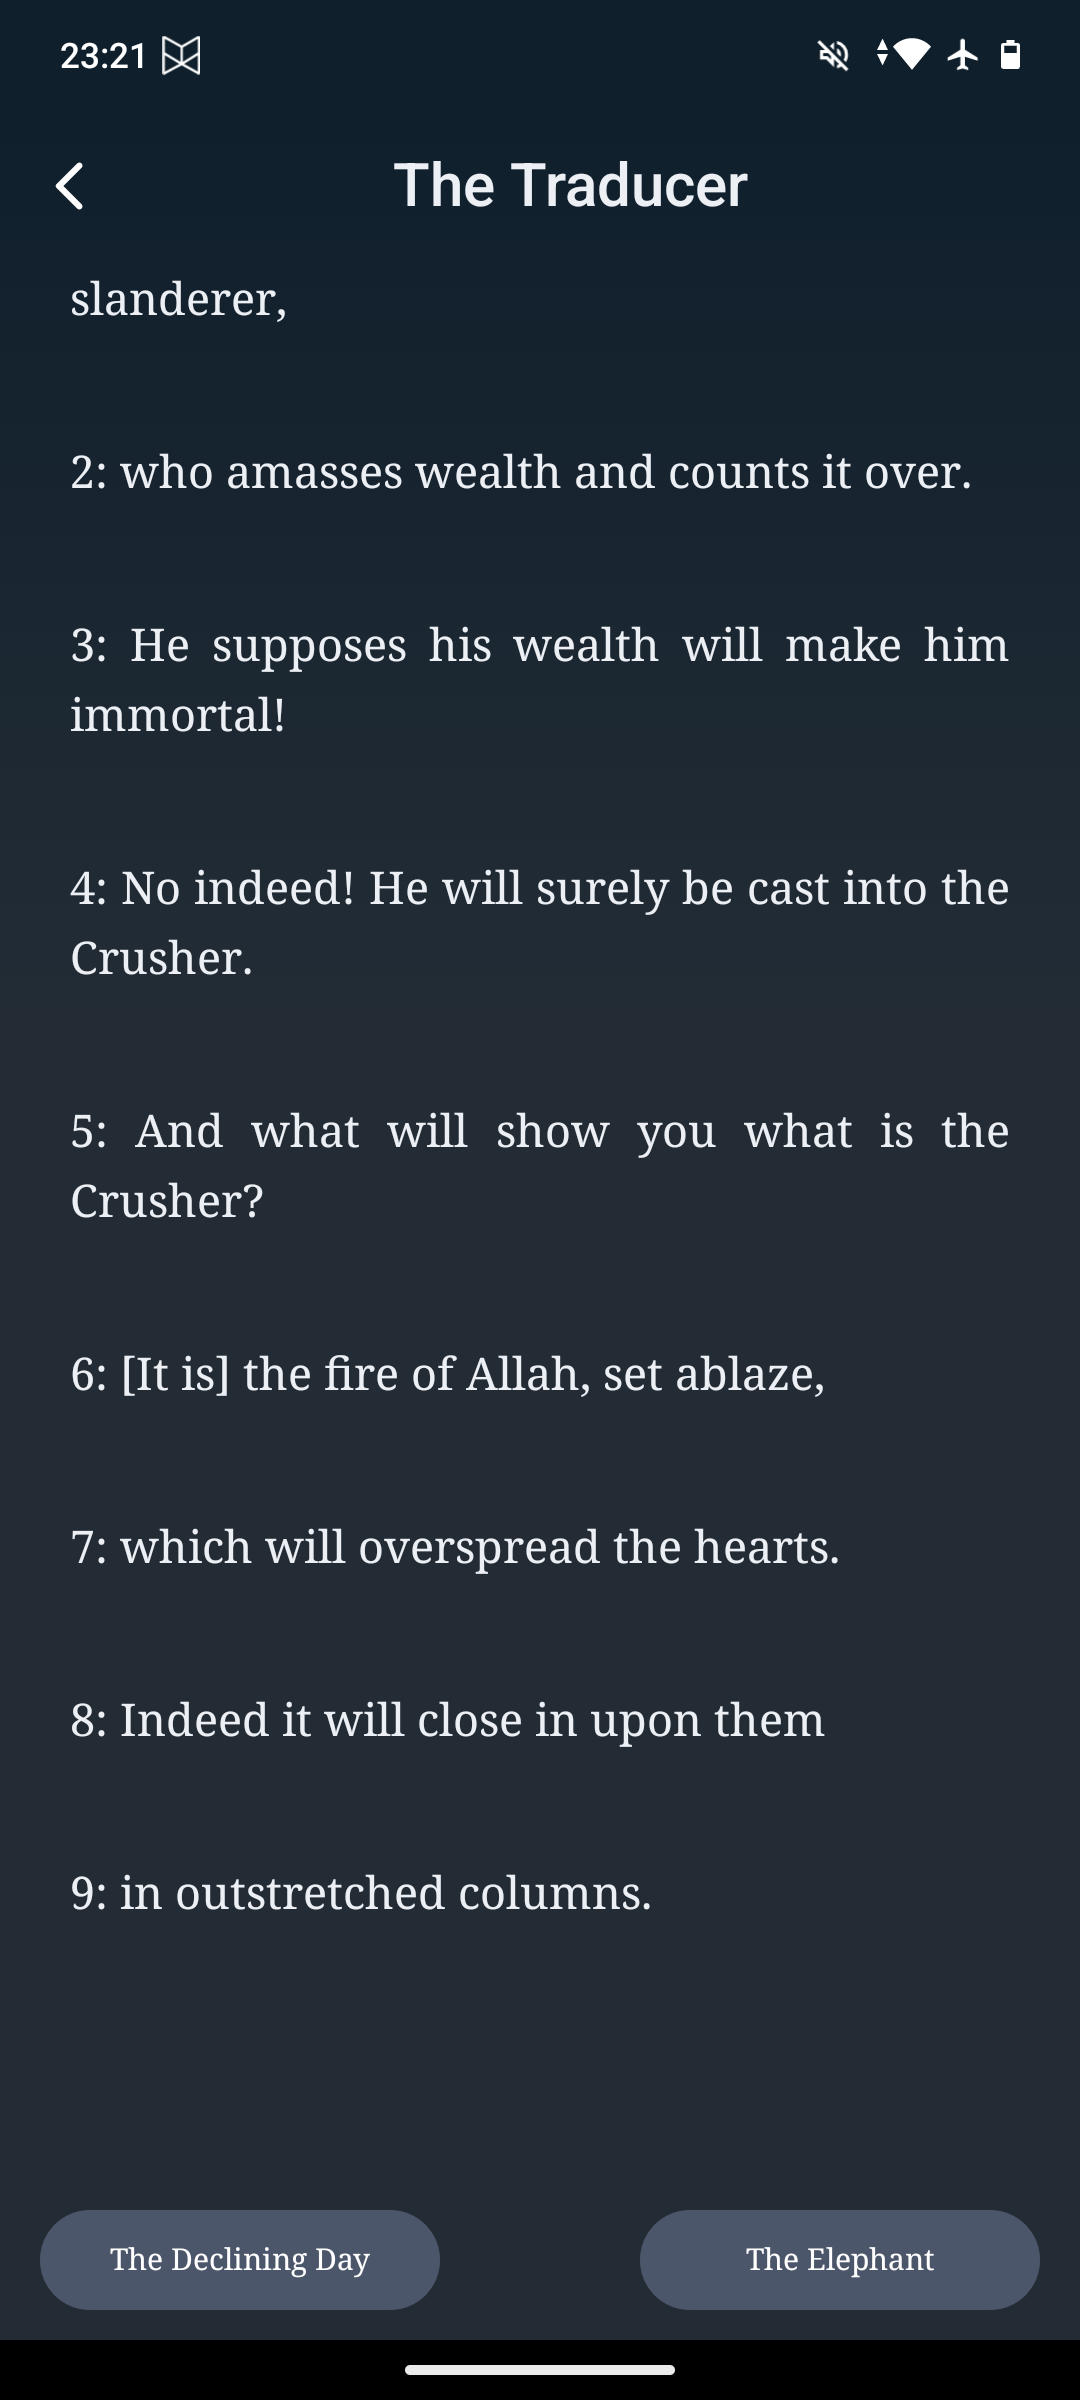 23:21
The Traducer
slanderer,
2: who amasses wealth and counts it over.
3: He supposes his wealth will make him
immortal!
4: No indeed! He will surely be cast into the
Crusher.
5: And what will show you what is the
Crusher?
6: [It is] the fire of Allah, set ablaze,
7: which will overspread the hearts.
8: Indeed it will close in upon them
9: in outstretched columns.
The Declining Day
The Elephant